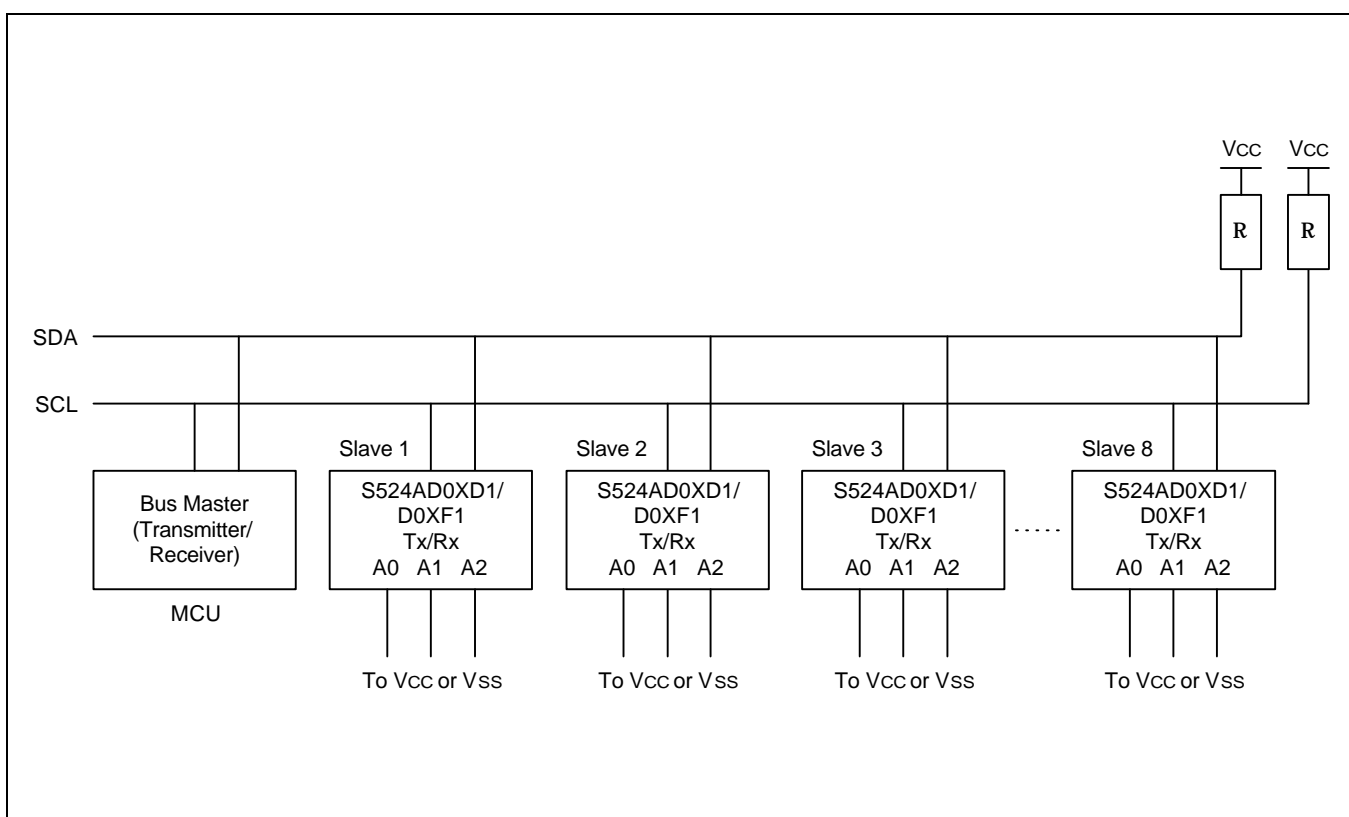 VCC VCC
R R
SDA
SCL
Slave 1 Slave 2 Slave 3 Slave 8
Bus Master
(Transmitter/
Receiver)
MCU
S524AD0XD1/
D0XF1
Tx/Rx
A0 A1 A2
To VCC or VSS
S524AD0XD1/
D0XF1
Tx/Rx
A0 A1 A2
To VCC or VSS
S524AD0XD1/
D0XF1
Tx/Rx
A0 A1 A2
To VCC or VSS
S524AD0XD1/
D0XF1
Tx/Rx
A0 A1 A2
To VCC or VSS